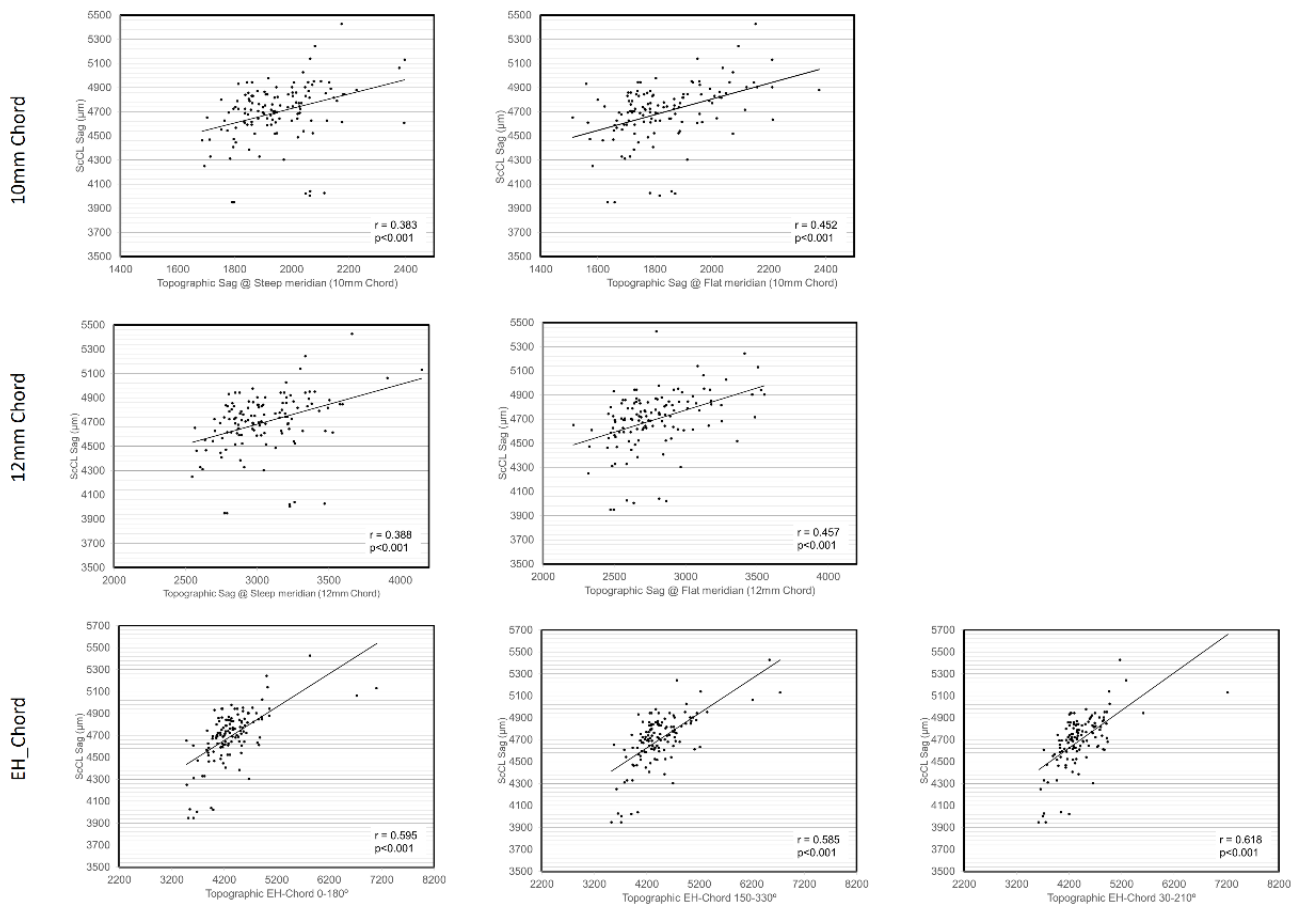 10mm Chord
ScCL Sag (µm)
5500
5300
5100
4900
4700
4500
4300
4100
3900
3700
3500
r = 0.383
p<0.001
1400 1600 1800 2000 2200 2400
Topographic Sag @ Steep meridian (10mm Chord)
ScCL Sag (µm)
5500
5300
5100
4900
4700
4500
4300
4100
3900
3700
3500
r = 0.452
p<0.001
1400 1600 1800 2000 2200 2400
Topographic Sag @ Flat meridian (10mm Chord)
12mm Chord
ScCL Sag (µm)
5500
5300
5100
4900
4700
4500
4300
4100
3900
3700
3500
r = 0.388
p<0.001
2000 2500 3000 3500 4000
Topographic Sag @ Steep meridian (12mm Chord)
ScCL Sag (µm)
5500
5300
5100
4900
4700
4500
4300
4100
3900
3700
3500
r = 0.457
p<0.001
2000 2500 3000 3500 4000
Topographic Sag @ Flat meridian (12mm Chord)
EH_Chord
ScCL Sag (µm)
5700
5500
5300
5100
4900
4700
4500
4300
4100
3900
3700
3500
r = 0.595
p<0.001
2200 3200 4200 5200 6200 7200 8200
Topographic EH-Chord 0-180º
ScCL Sag (µm)
5700
5500
5300
5100
4900
4700
4500
4300
4100
3900
3700
3500
r = 0.585
p<0.001
2200 3200 4200 5200 6200 7200 8200
Topographic EH-Chord 150-330º
ScCL Sag (µm)
5700
5500
5300
5100
4900
4700
4500
4300
4100
3900
3700
3500
r = 0.618
p<0.001
2200 3200 4200 5200 6200 7200 8200
Topographic EH-Chord 30-210º